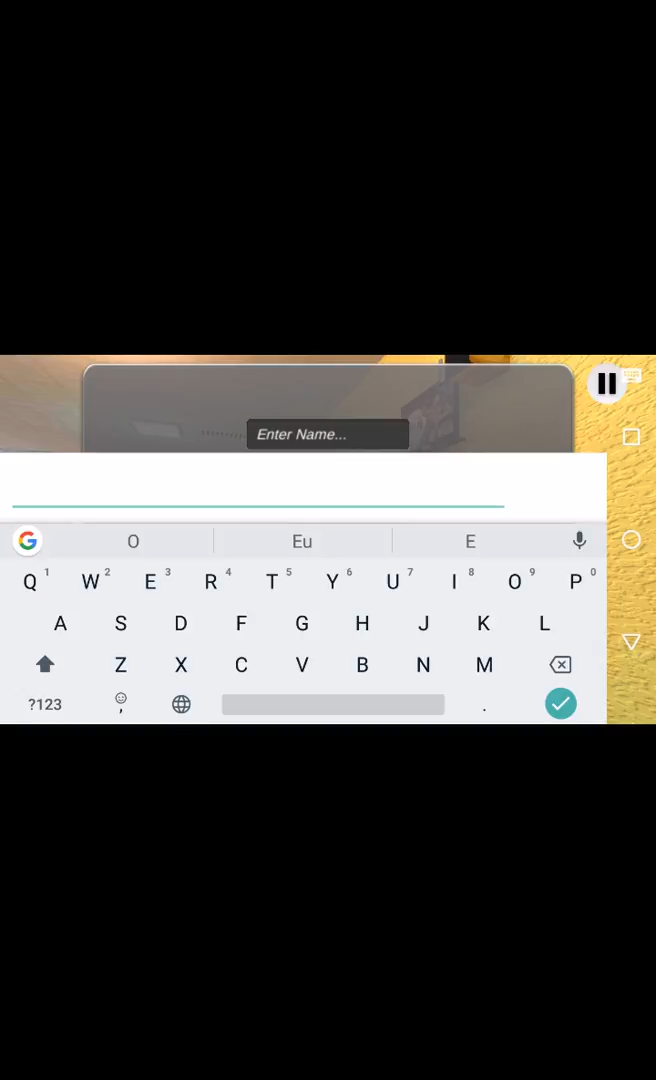 Enter Name...
O Eu E
Q1 W2 E3 R4 T5 Y6 U7 I8 O9 P0
A S D F G H J K L
Z X C V B N M
?123 , .